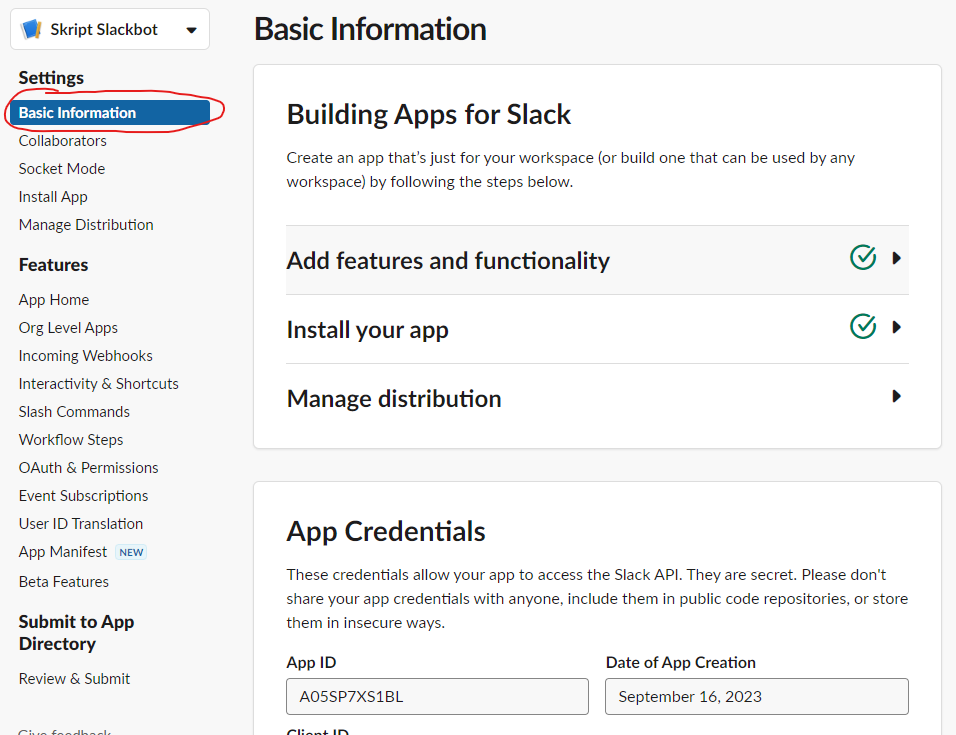 Skript Slackbot
Settings
Basic Information
Collaborators
Socket Mode
Install App
Manage Distribution
Features
App Home
Org Level Apps
Incoming Webhooks
Interactivity & Shortcuts
Slash Commands
Workflow Steps
OAuth & Permissions
Event Subscriptions
User ID Translation
App Manifest NEW
Beta Features
Submit to App
Directory
Review & Submit
Give feedback
Basic Information
Building Apps for Slack
Create an app that’s just for your workspace (or build one that can be used by any
workspace) by following the steps below.
Add features and functionality
Install your app
Manage distribution
App Credentials
These credentials allow your app to access the Slack API. They are secret. Please don't
share your app credentials with anyone, include them in public code repositories, or store
them in insecure ways.
App ID
A05SP7XS1BL
Date of App Creation
September 16, 2023
Client ID